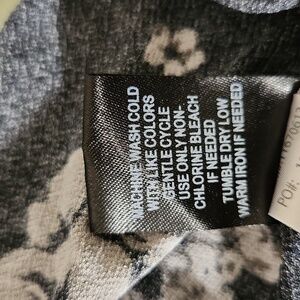 MACHINE WASH COLD
WITH LIKE COLORS
GENTLE CYCLE
USE ONLY NON-
CHLORINE BLEACH
IF NEEDED
TUMBLE DRY LOW
WARM IRON IF NEEDED
PO#: